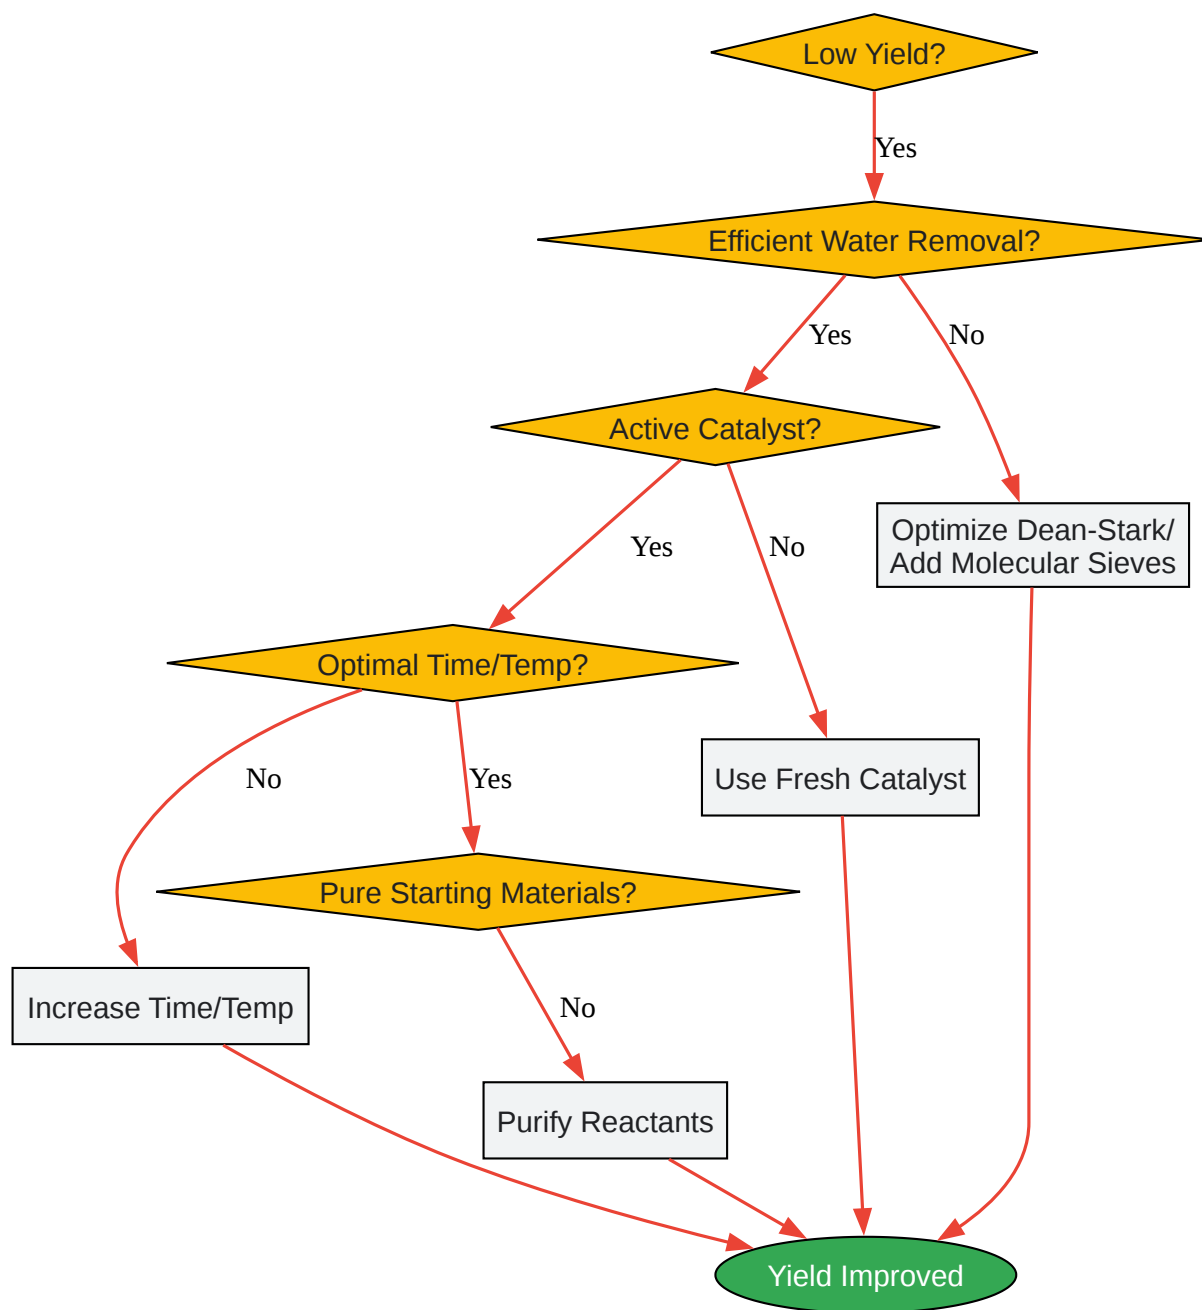 Low Yield?
Yes
Efficient Water Removal?
Yes
No
Active Catalyst?
Optimize Dean-Stark/
Add Molecular Sieves
Yes
No
Optimal Time/Temp?
No
Yes
Use Fresh Catalyst
Pure Starting Materials?
Increase Time/Temp
No
Purify Reactants
Yield Improved